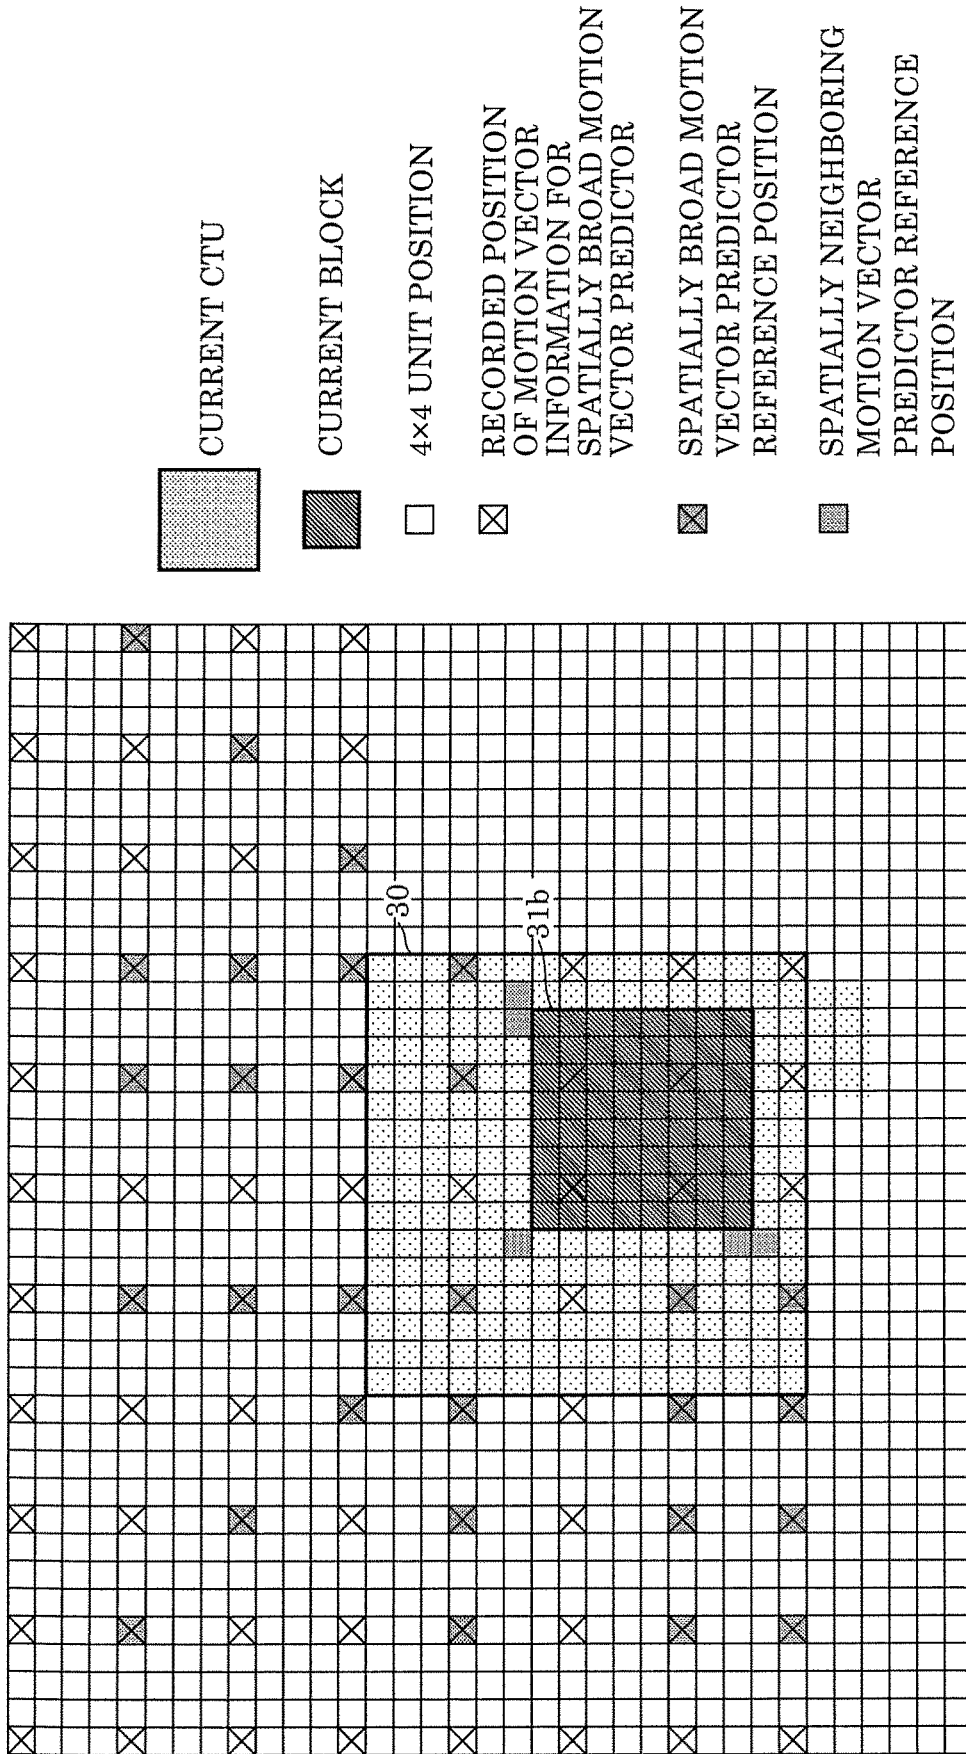 CURRENT CTU
CURRENT BLOCK
4×4 UNIT POSITION
RECORDED POSITION
OF MOTION VECTOR
INFORMATION FOR
SPATIALLY BROAD MOTION
VECTOR PREDICTOR
SPATIALLY BROAD MOTION
VECTOR PREDICTOR
REFERENCE POSITION
SPATIALLY NEIGHBORING
MOTION VECTOR
PREDICTOR REFERENCE
POSITION
30
31b